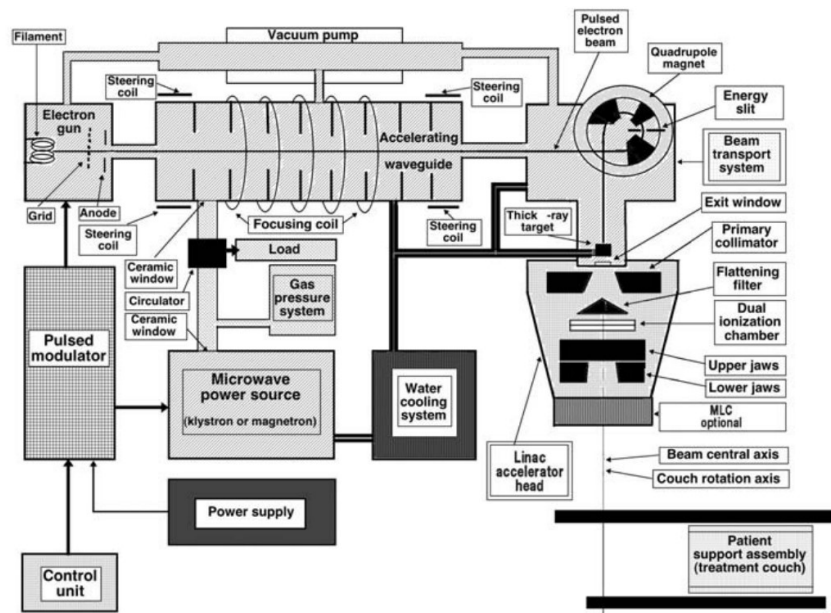 Vacuum pump
Pulsed
electron
beam
Quadrupole
magnet
Filament
Steering
coil
Steering
coil
Energy
slit
Electron
gun
Accelerating
waveguide
Beam
transport
system
Grid
Anode
Steering
coil
Focusing coil
Steering
coil
Thick -ray
target
Exit window
Primary
collimator
Ceramic
window
Load
Circulator
Gas
pressure
system
Flattening
filter
Ceramic
window
Dual
ionization
chamber
Pulsed
modulator
Microwave
power source
(klystron or magnetron)
Water
cooling
system
Upper jaws
Lower jaws
MLC
optional
Linac
accelerator
head
Beam central axis
Couch rotation axis
Power supply
Control
unit
Patient
support assembly
(treatment couch)